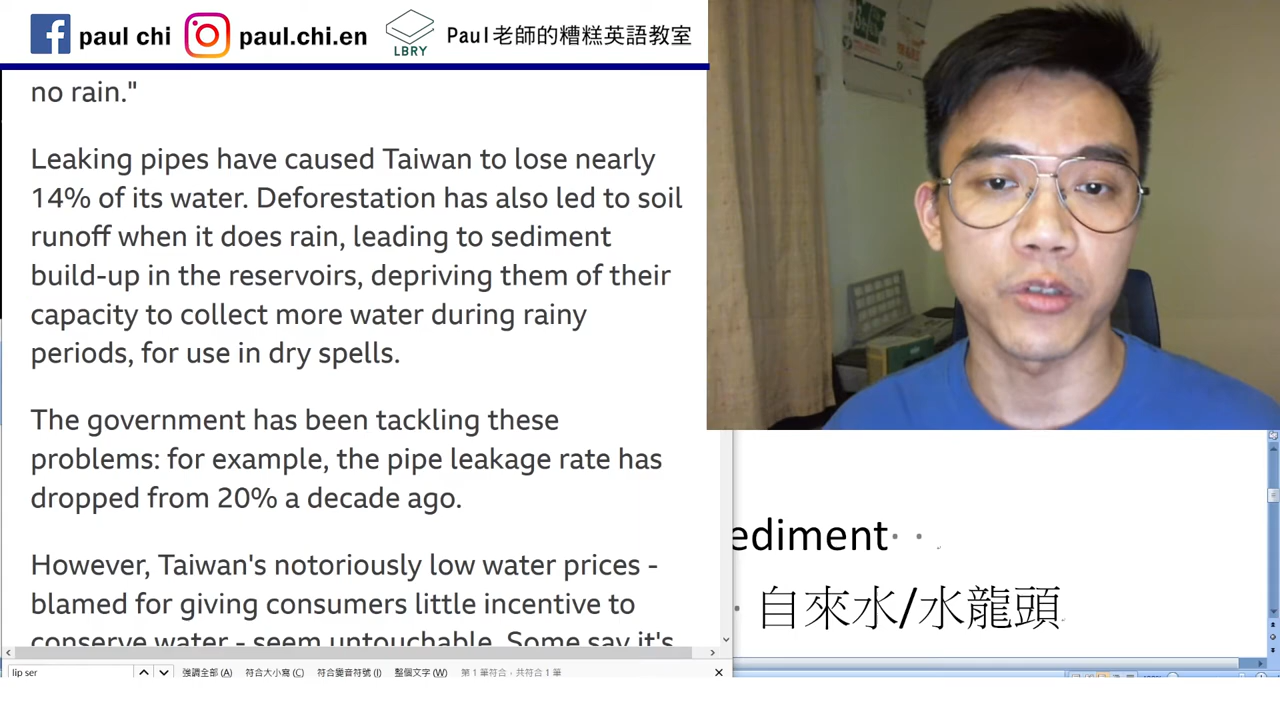 paul chi paul.chi.en LBRY Paul老師的糟糕英語教室
no rain."
Leaking pipes have caused Taiwan to lose nearly
14% of its water. Deforestation has also led to soil
runoff when it does rain, leading to sediment
build-up in the reservoirs, depriving them of their
capacity to collect more water during rainy
periods, for use in dry spells.
The government has been tackling these
problems: for example, the pipe leakage rate has
dropped from 20% a decade ago.
However, Taiwan's notoriously low water prices -
blamed for giving consumers little incentive to
conserve water - seem untouchable. Some say it's
ediment
自來水/水龍頭
lip ser 強調全部 (A) 符合大小寫 (C) 符合變音符號 (I) 整個文字 (W) 第 1 筆符合，共符合 1 筆